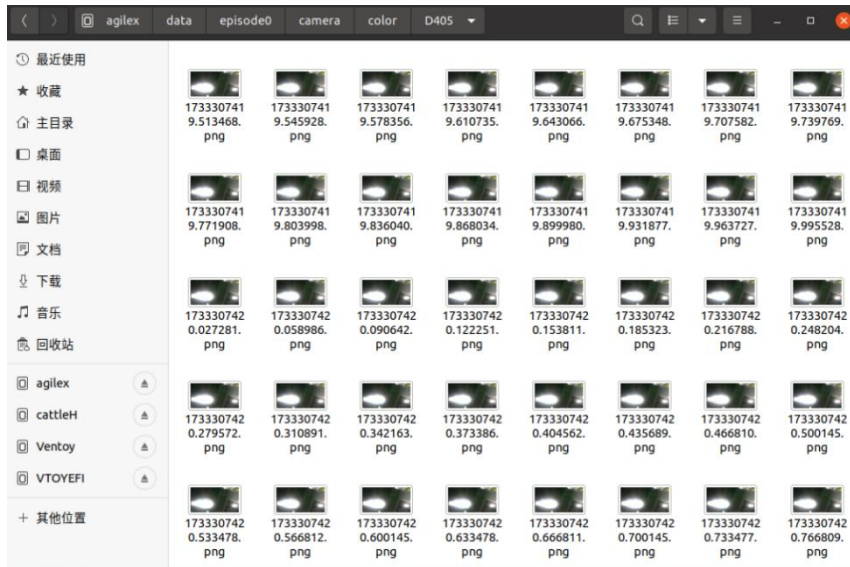 agilex data episode0 camera color D405
最近使用
收藏
主目录
桌面
视频
图片
文档
下载
音乐
回收站
agilex
cattleH
Ventoy
VTOYEFI
+ 其他位置
173330741 173330741 173330741 173330741 173330741 173330741 173330741 173330741
9.513468. 9.545928. 9.578356. 9.610735. 9.643066. 9.675348. 9.707582. 9.739769.
png png png png png png png png
173330741 173330741 173330741 173330741 173330741 173330741 173330741 173330741
9.771908. 9.803998. 9.836040. 9.868034. 9.899980. 9.931877. 9.963727. 9.995528.
png png png png png png png png
173330742 173330742 173330742 173330742 173330742 173330742 173330742 173330742
0.027281. 0.058986. 0.090642. 0.122251. 0.153811. 0.185323. 0.216788. 0.248204.
png png png png png png png png
173330742 173330742 173330742 173330742 173330742 173330742 173330742 173330742
0.279572. 0.310891. 0.342163. 0.373386. 0.404562. 0.435689. 0.466810. 0.500145.
png png png png png png png png
173330742 173330742 173330742 173330742 173330742 173330742 173330742 173330742
0.533478. 0.566812. 0.600145. 0.633478. 0.666811. 0.700145. 0.733477. 0.766809.
png png png png png png png png